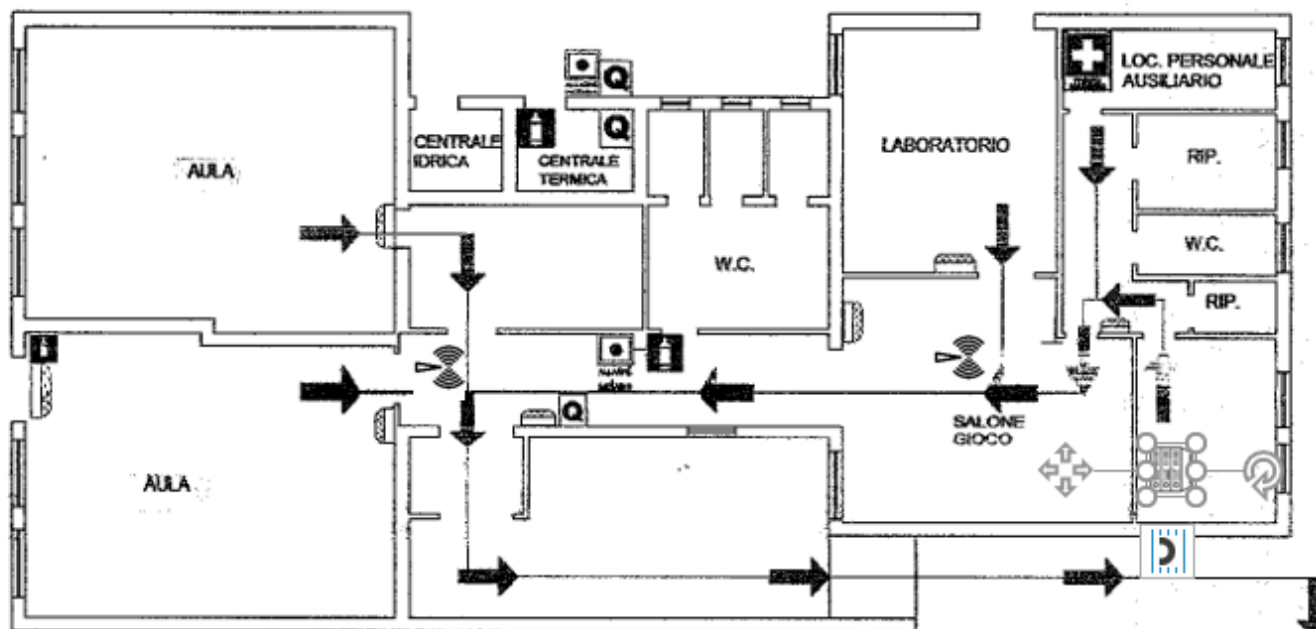 LOC. PERSONALE
AUSILIARIO
Q
Q
CENTRALE
IDRICA
CENTRALE
TERMICA
AULA
LABORATORIO
RIP.
W.C.
W.C.
RIP.
Q
SALONE
GIOCO
AULA